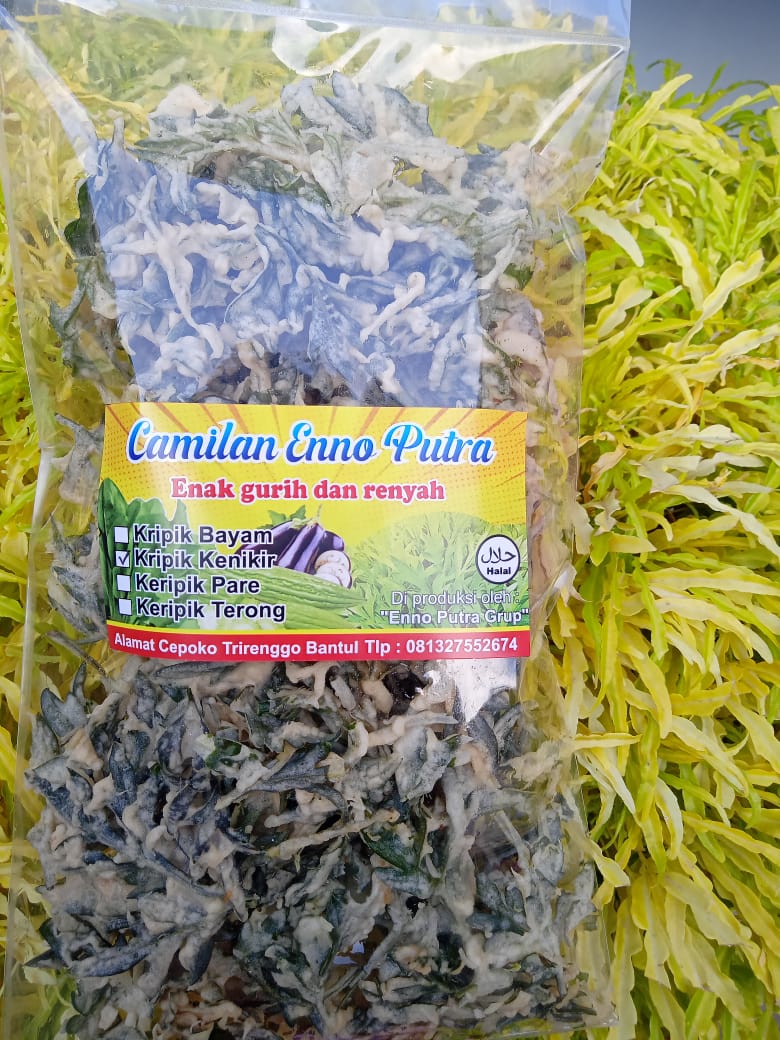 Camilan Enno Putra
Enak gurih dan renyah
Kripik Bayam
Kripik Kenikir
Keripik Pare
Keripik Terong
حلال
Halal
Di produksi oleh :
"Enno Putra Grup"
Alamat Cepoko Trirenggo Bantul Tlp : 081327552674